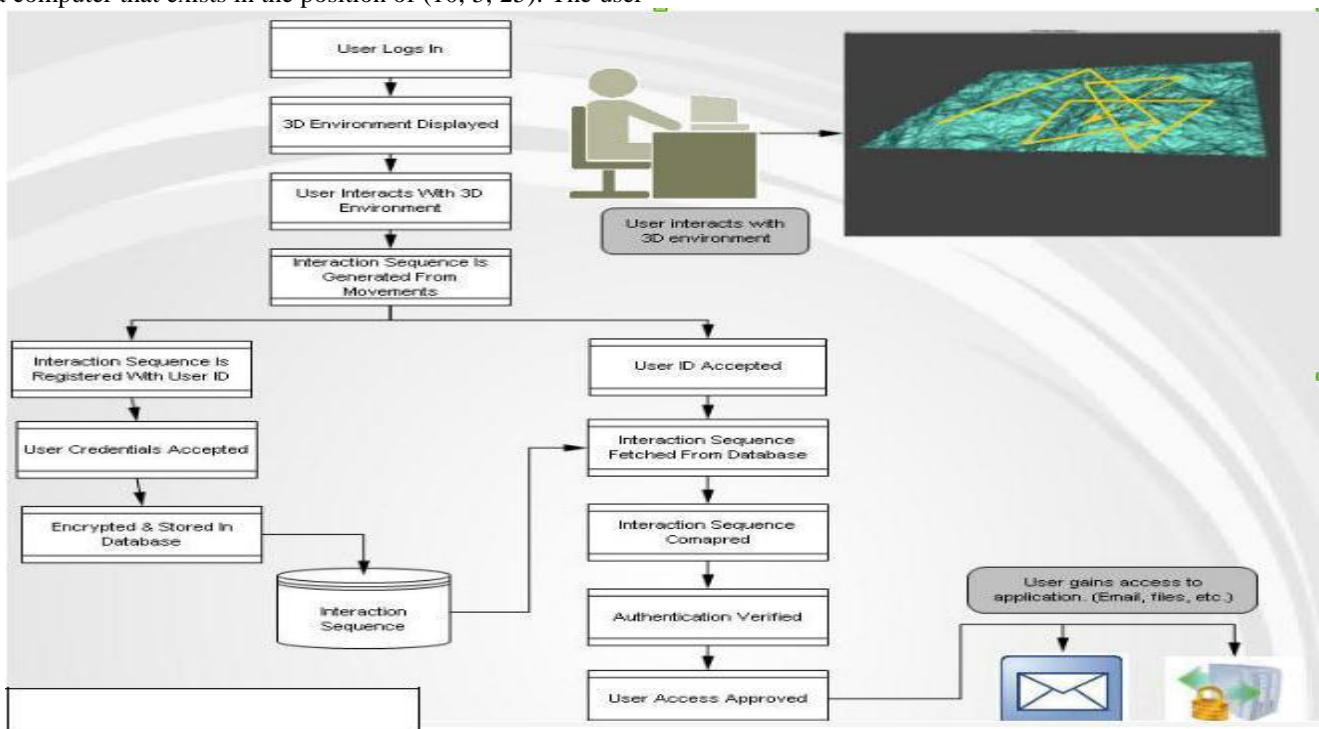 a computer that exists in the position of (10, 5, 25). The user
User Logs In
3D Environment Displayed
User Interacts With 3D
Environment
Interaction Sequence Is
Generated From
Movements
User interacts with
3D environment
Interaction Sequence Is
Registered With User ID
User Credentials Accepted
Encrypted & Stored In
Database
Interaction
Sequence
User ID Accepted
Interaction Sequence
Fetched From Database
Interaction Sequence
Comapred
Authentication Verified
User Access Approved
User gains access to
application. (Email, files, etc.)